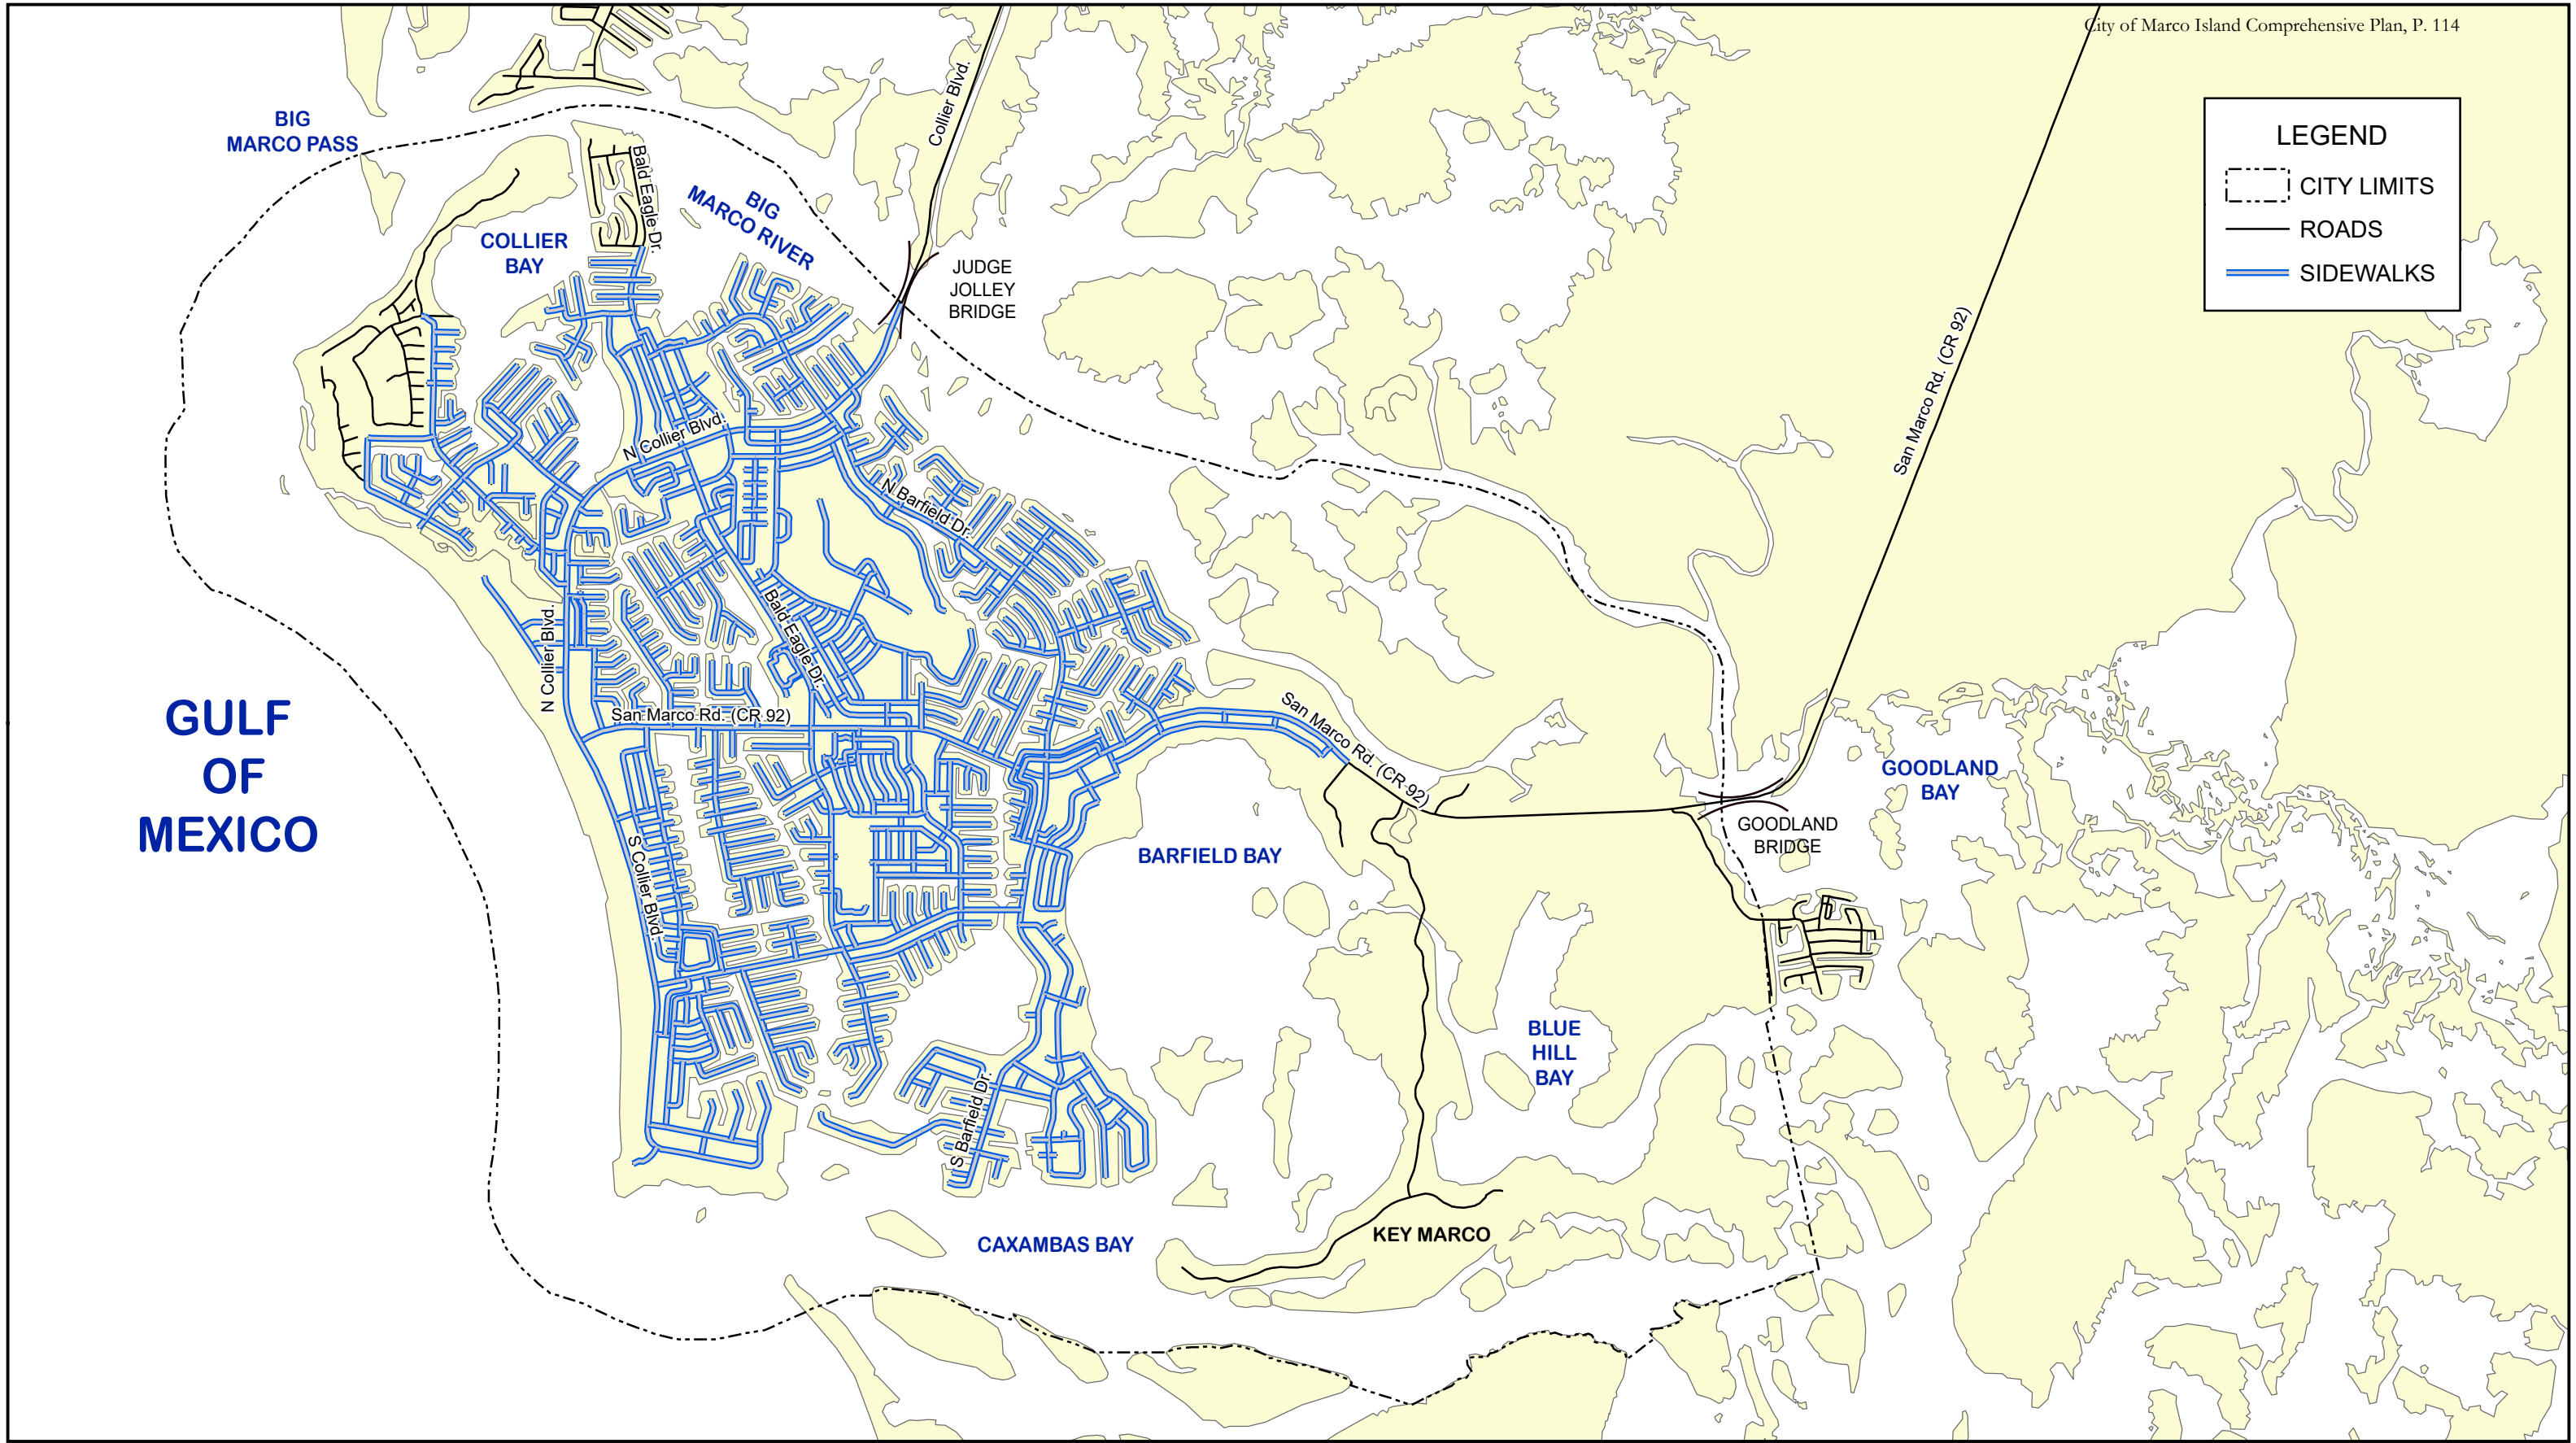 City of Marco Island Comprehensive Plan, P. 114
LEGEND
CITY LIMITS
ROADS
SIDEWALKS
BIG
MARCO PASS
Collier Blvd.
Bald Eagle Dr.
BIG
MARCO RIVER
COLLIER
BAY
JUDGE
JOLLEY
BRIDGE
San Marco Rd. (CR 92)
N Collier Blvd.
N Barfield Dr.
Bald Eagle Dr.
N Collier Blvd.
San Marco Rd. (CR 92)
San Marco Rd. (CR 92)
GULF
OF
MEXICO
GOODLAND
BAY
GOODLAND
BRIDGE
BARFIELD BAY
S Collier Blvd.
BLUE
HILL
BAY
S Barfield Dr.
KEY MARCO
CAXAMBAS BAY